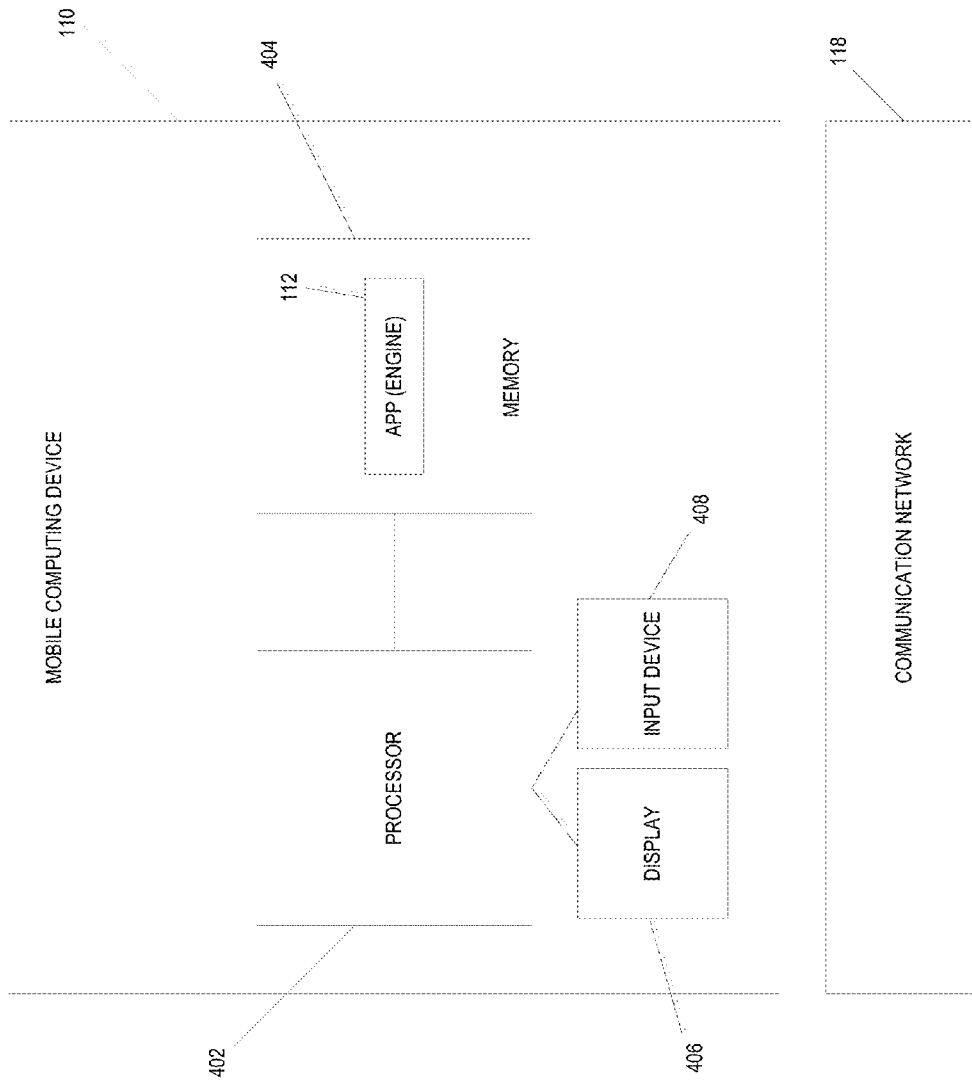 110
MOBILE COMPUTING DEVICE
404
402
PROCESSOR
112
APP (ENGINE)
MEMORY
406
DISPLAY
INPUT DEVICE
408
118
COMMUNICATION NETWORK